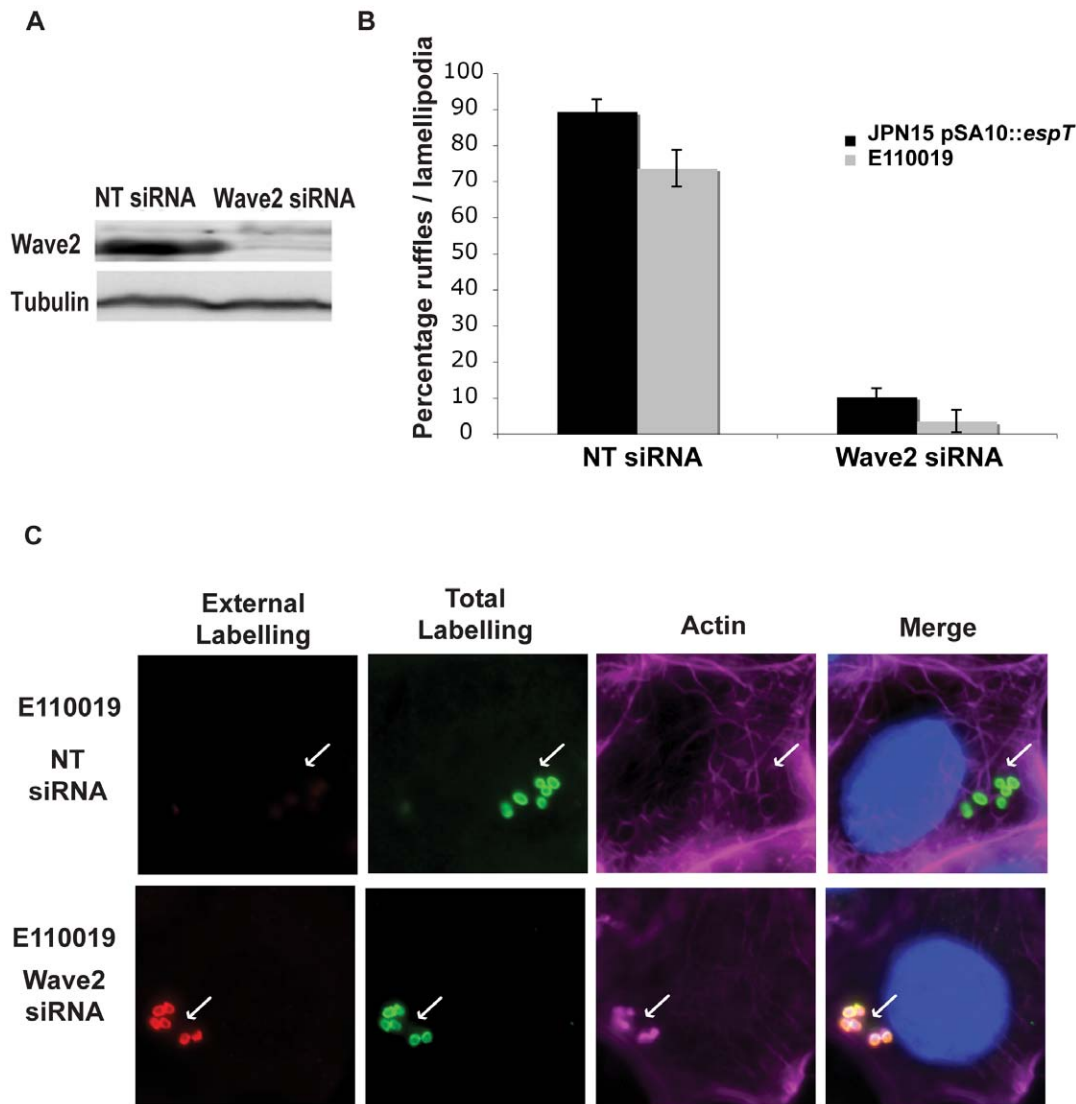 A
NT siRNA Wave2 siRNA
Wave2
Tubulin
B
Percentage ruffles / lamellipodia
100
90
80
70
60
50
40
30
20
10
0
NT siRNA Wave2 siRNA
JPN15 pSA10::espT
E110019
C
External Labelling
Total Labelling
Actin
Merge
E110019
NT
siRNA
E110019
Wave2
siRNA